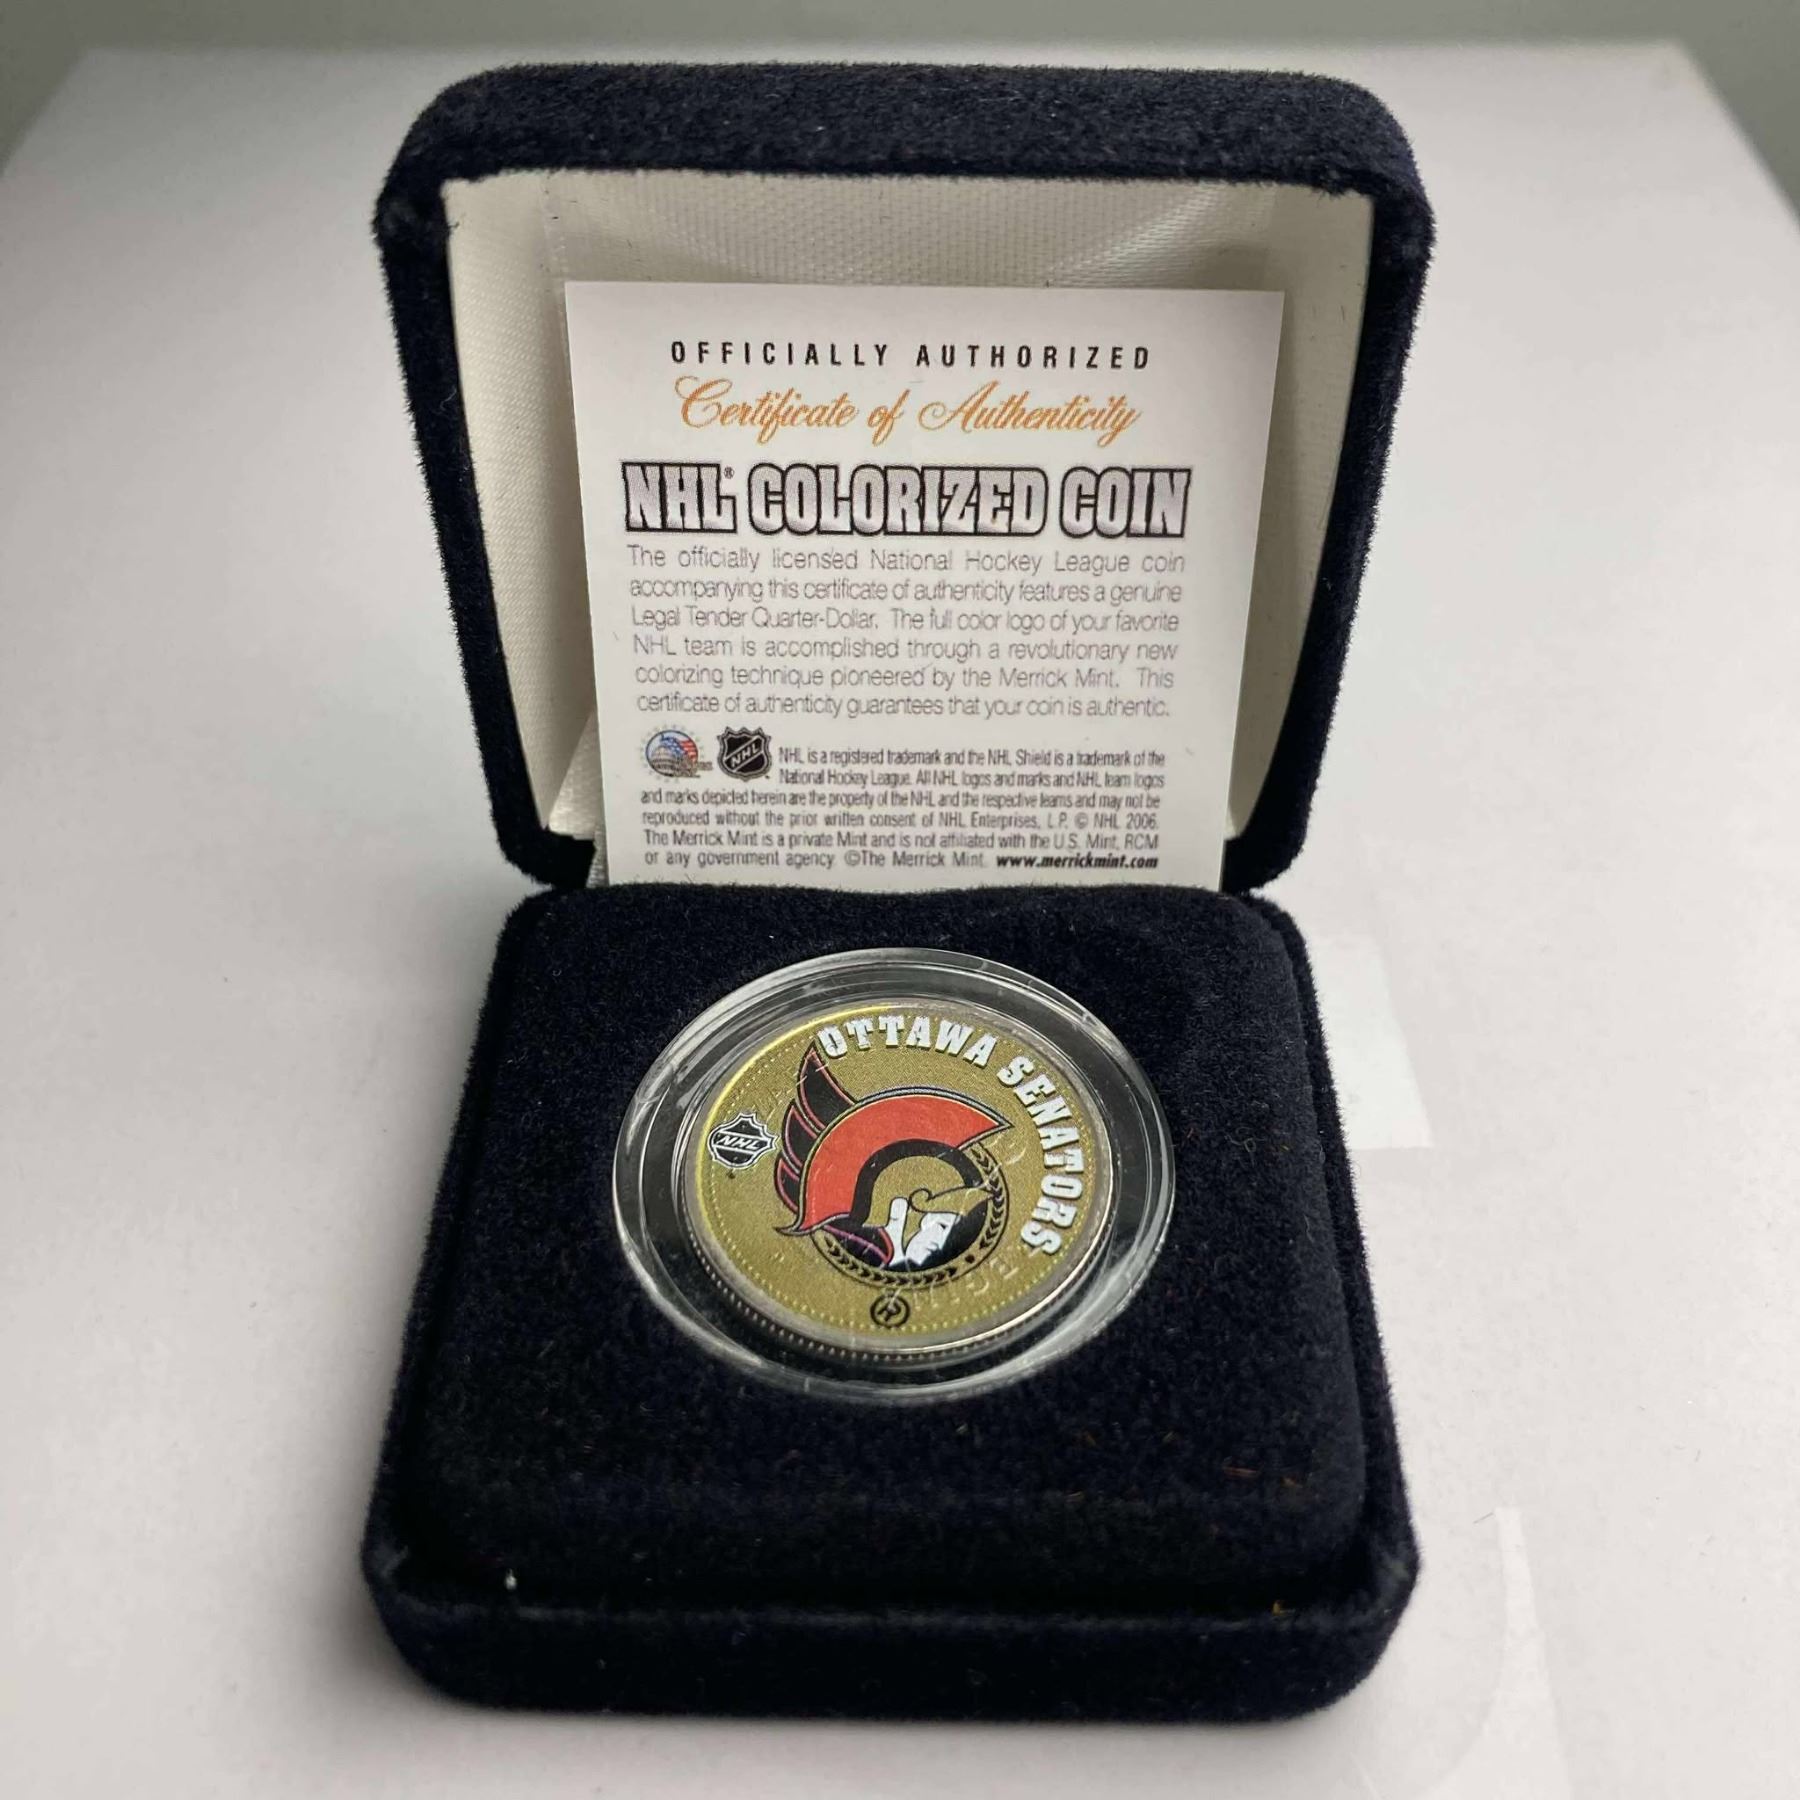 OFFICIALLY AUTHORIZED
Certificate of Authenticity
NHL® COLORIZED COIN
The officially licensed National Hockey League coin
accompanying this certificate of authenticity features a genuine
Legal Tender Quarter-Dollar. The full color logo of your favorite
NHL team is accomplished through a revolutionary new
colorizing technique pioneered by the Merrick Mint. This
certificate of authenticity guarantees that your coin is authentic.
NHL
NHL is a registered trademark and the NHL Shield is a trademark of the
National Hockey League. All NHL logos and marks and NHL team logos
and marks depicted herein are the property of the NHL and the respective teams and may not be
reproduced without the prior written consent of NHL Enterprises, L.P. © NHL 2006.
The Merrick Mint is a private Mint and is not affiliated with the U.S. Mint, RCM
or any government agency. ©The Merrick Mint. www.merrickmint.com
OTTAWA SENATORS
NHL